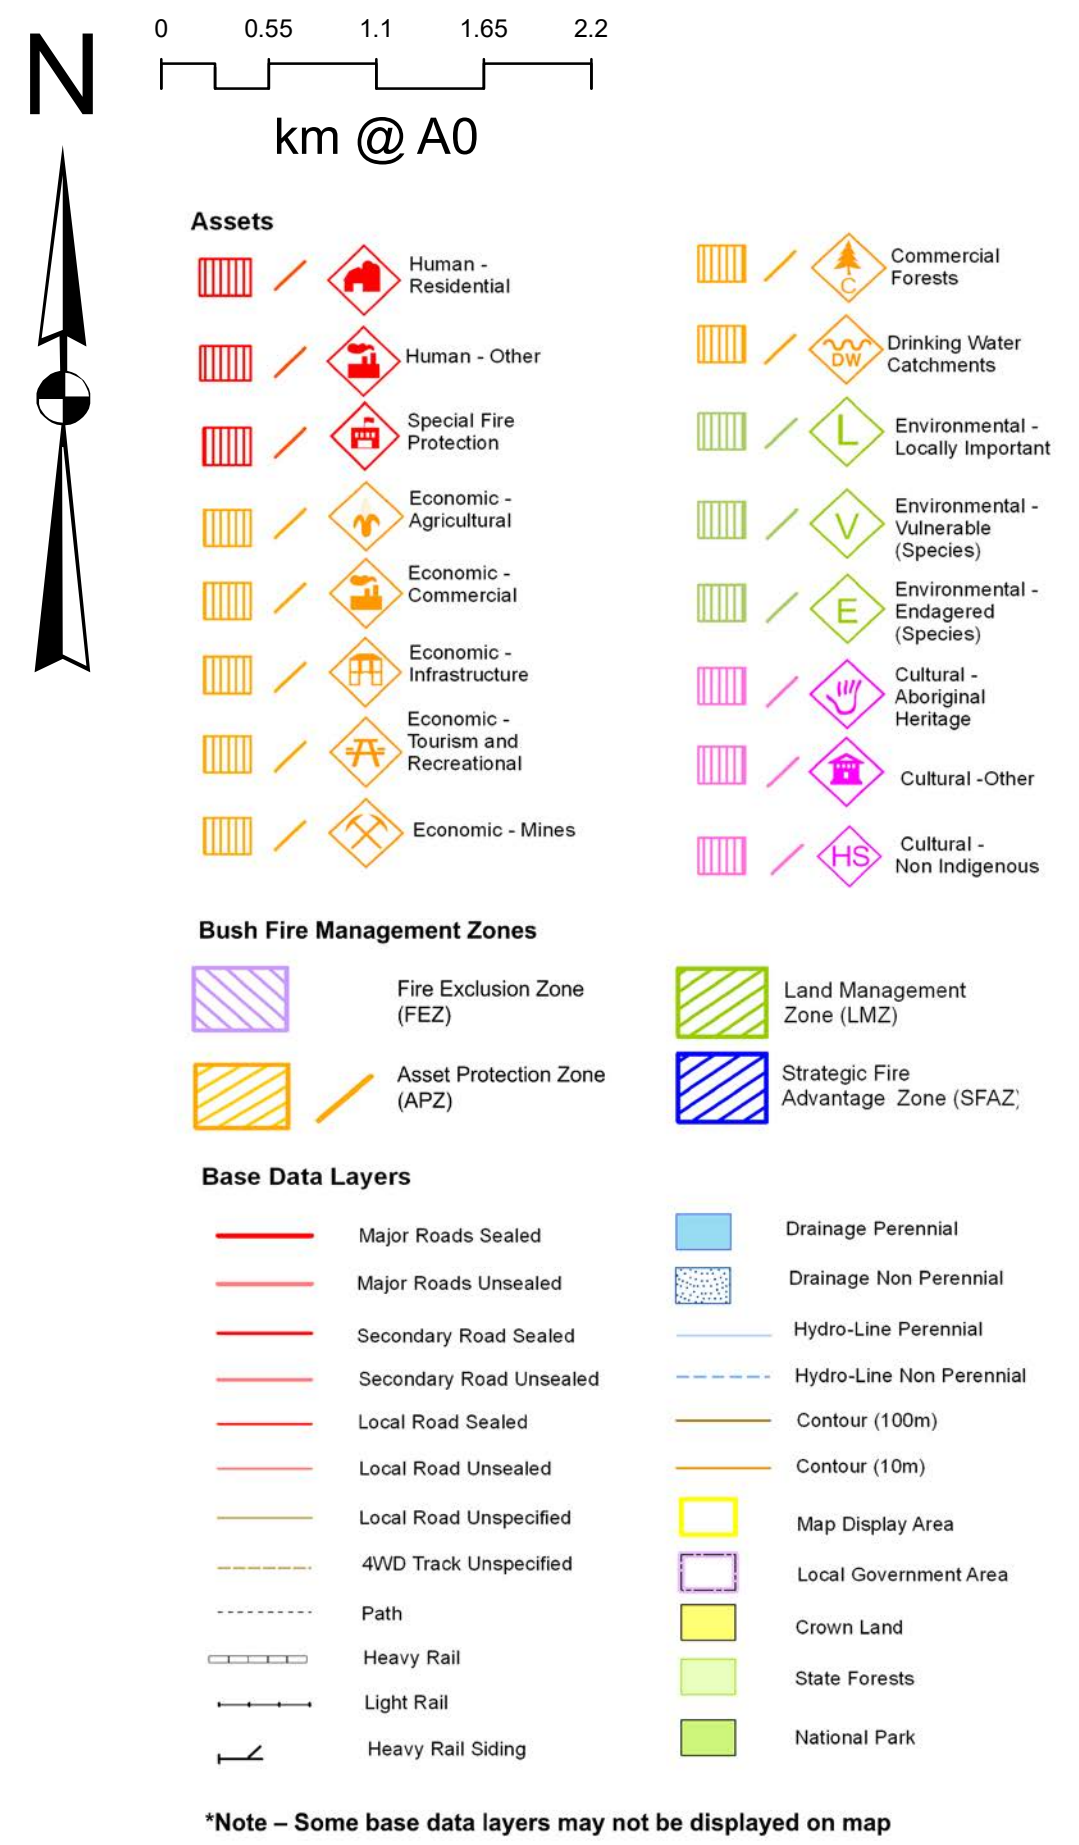 N
0 0.55 1.1 1.65 2.2
km @ A0
Assets
Human -
Residential
Human - Other
Special Fire
Protection
Economic -
Agricultural
Economic -
Commercial
Economic -
Infrastructure
Economic -
Tourism and
Recreational
Economic - Mines
C
Commercial
Forests
DW
Drinking Water
Catchments
L
Environmental -
Locally Important
V
Environmental -
Vulnerable
(Species)
E
Environmental -
Endagered
(Species)
Cultural -
Aboriginal
Heritage
Cultural -Other
HS
Cultural -
Non Indigenous
Bush Fire Management Zones
Fire Exclusion Zone
(FEZ)
Asset Protection Zone
(APZ)
Land Management
Zone (LMZ)
Strategic Fire
Advantage Zone (SFAZ)
Base Data Layers
Major Roads Sealed
Major Roads Unsealed
Secondary Road Sealed
Secondary Road Unsealed
Local Road Sealed
Local Road Unsealed
Local Road Unspecified
4WD Track Unspecified
Path
Heavy Rail
Light Rail
Heavy Rail Siding
Drainage Perennial
Drainage Non Perennial
Hydro-Line Perennial
Hydro-Line Non Perennial
Contour (100m)
Contour (10m)
Map Display Area
Local Government Area
Crown Land
State Forests
National Park
*Note – Some base data layers may not be displayed on map